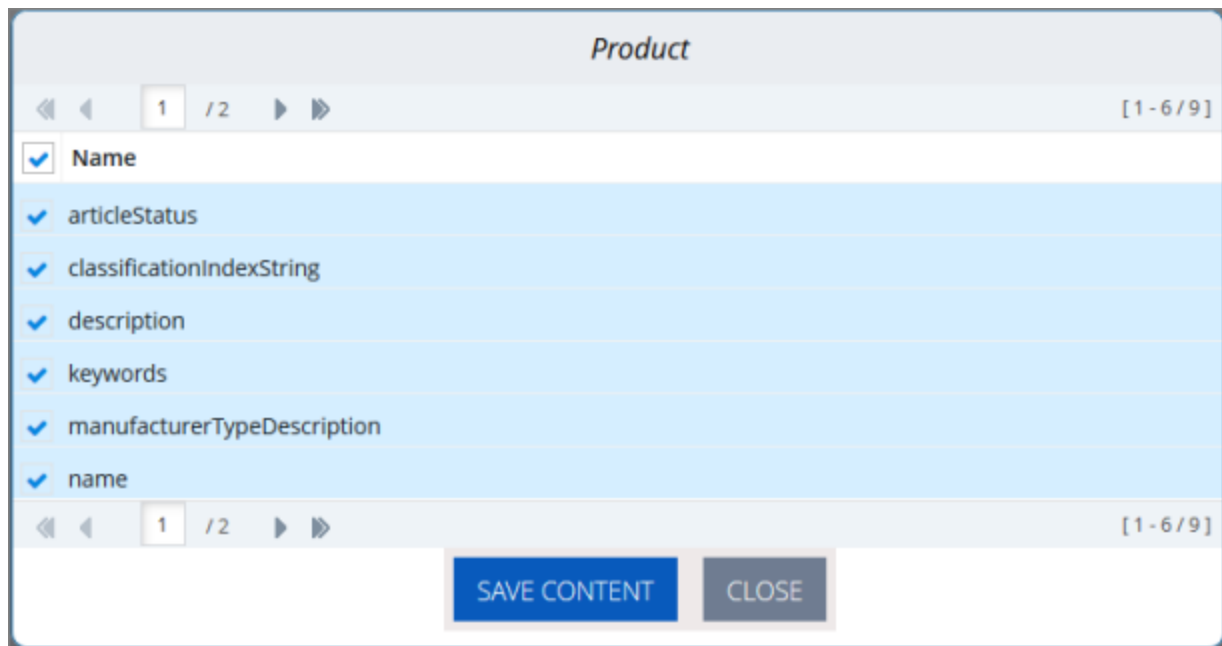 Product
1 / 2 [1-6/9]
Name
articleStatus
classificationIndexString
description
keywords
manufacturerTypeDescription
name
1 / 2 [1-6/9]
SAVE CONTENT CLOSE